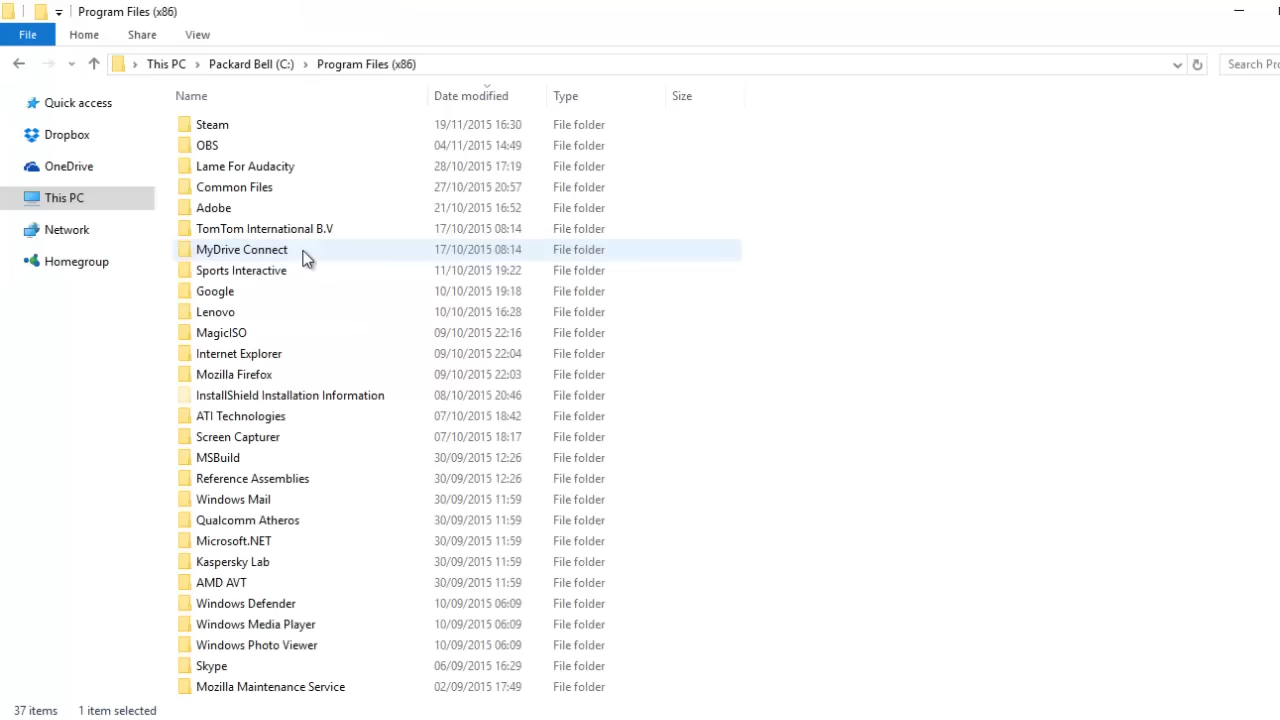 Program Files (x86)
File Home Share View
This PC Packard Bell (C:) Program Files (x86) Search Pro
Quick access
Dropbox
OneDrive
This PC
Network
Homegroup
Name Date modified Type Size
Steam 19/11/2015 16:30 File folder
OBS 04/11/2015 14:49 File folder
Lame For Audacity 28/10/2015 17:19 File folder
Common Files 27/10/2015 20:57 File folder
Adobe 21/10/2015 16:52 File folder
TomTom International B.V 17/10/2015 08:14 File folder
MyDrive Connect 17/10/2015 08:14 File folder
Sports Interactive 11/10/2015 19:22 File folder
Google 10/10/2015 19:18 File folder
Lenovo 10/10/2015 16:28 File folder
MagicISO 09/10/2015 22:16 File folder
Internet Explorer 09/10/2015 22:04 File folder
Mozilla Firefox 09/10/2015 22:03 File folder
InstallShield Installation Information 08/10/2015 20:46 File folder
ATI Technologies 07/10/2015 18:42 File folder
Screen Capturer 07/10/2015 18:17 File folder
MSBuild 30/09/2015 12:26 File folder
Reference Assemblies 30/09/2015 12:26 File folder
Windows Mail 30/09/2015 11:59 File folder
Qualcomm Atheros 30/09/2015 11:59 File folder
Microsoft.NET 30/09/2015 11:59 File folder
Kaspersky Lab 30/09/2015 11:59 File folder
AMD AVT 30/09/2015 11:59 File folder
Windows Defender 10/09/2015 06:09 File folder
Windows Media Player 10/09/2015 06:09 File folder
Windows Photo Viewer 10/09/2015 06:09 File folder
Skype 06/09/2015 16:29 File folder
Mozilla Maintenance Service 02/09/2015 17:49 File folder
37 items 1 item selected